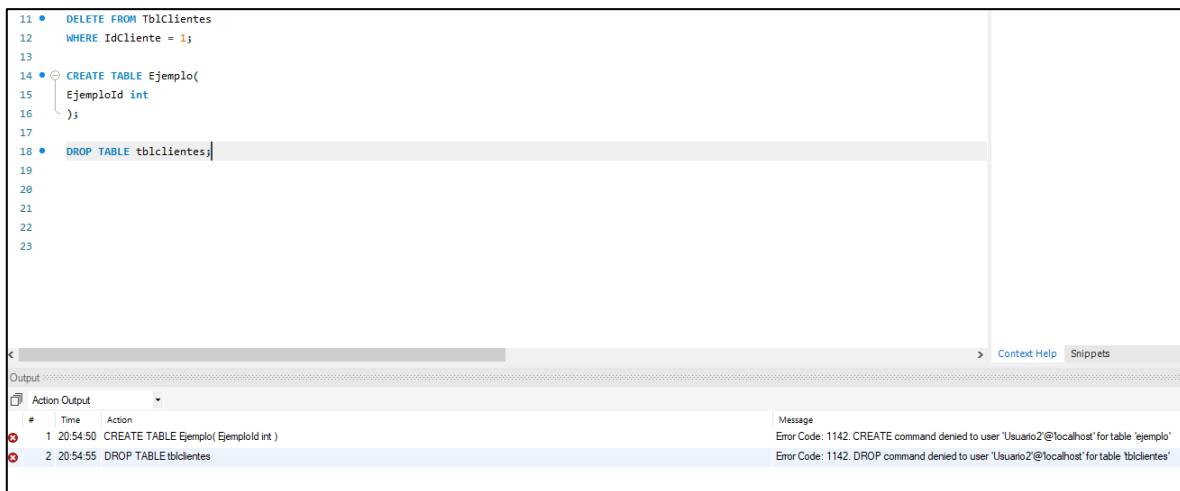 11 DELETE FROM TblClientes
12 WHERE IdCliente = 1;
13
14 CREATE TABLE Ejemplo(
15 EjemploId int
16 );
17
18 DROP TABLE tblclientes;
19
20
21
22
23
Context Help Snippets
Output
Action Output
# Time Action Message
1 20:54:50 CREATE TABLE Ejemplo( EjemploId int ) Error Code: 1142. CREATE command denied to user 'Usuario2'@'localhost' for table 'ejemplo'
2 20:54:55 DROP TABLE tblclientes Error Code: 1142. DROP command denied to user 'Usuario2'@'localhost' for table 'tblclientes'